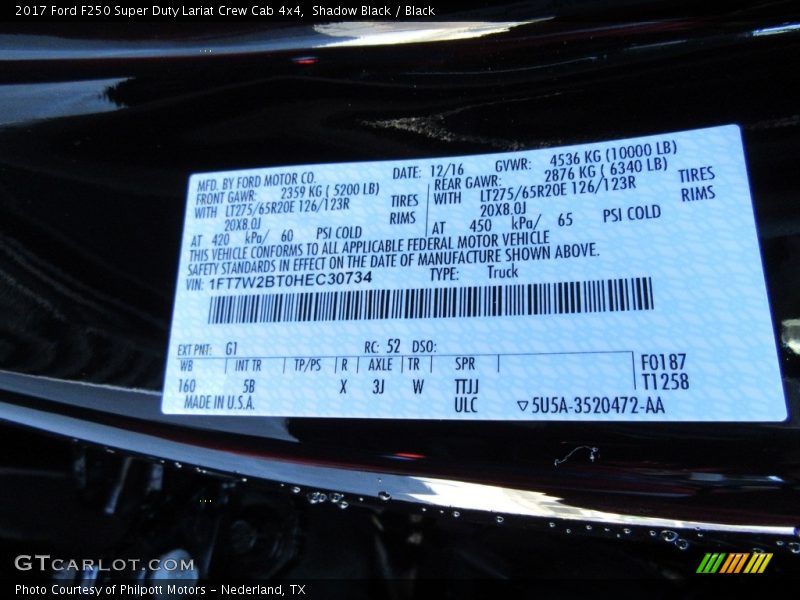 2017 Ford F250 Super Duty Lariat Crew Cab 4x4, Shadow Black / Black
MFD. BY FORD MOTOR CO. DATE: 12/16 GVWR: 4536 KG (10000 LB)
FRONT GAWR: 2359 KG ( 5200 LB) REAR GAWR: 2876 KG ( 6340 LB)
WITH LT275/65R20E 126/123R TIRES WITH LT275/65R20E 126/123R TIRES
20X8.0J RIMS 20X8.0J RIMS
AT 420 kPa/ 60 PSI COLD AT 450 kPa/ 65 PSI COLD
THIS VEHICLE CONFORMS TO ALL APPLICABLE FEDERAL MOTOR VEHICLE
SAFETY STANDARDS IN EFFECT ON THE DATE OF MANUFACTURE SHOWN ABOVE.
VIN: 1FT7W2BT0HEC30734 TYPE: Truck
EXT PNT: G1 RC: 52 DSO:
WB INT TR TP/PS R AXLE TR SPR F0187
160 5B X 3J W TTJJ T1258
MADE IN U.S.A. ULC ▽5U5A-3520472-AA
GTCARLOT.COM
Photo Courtesy of Philpott Motors – Nederland, TX